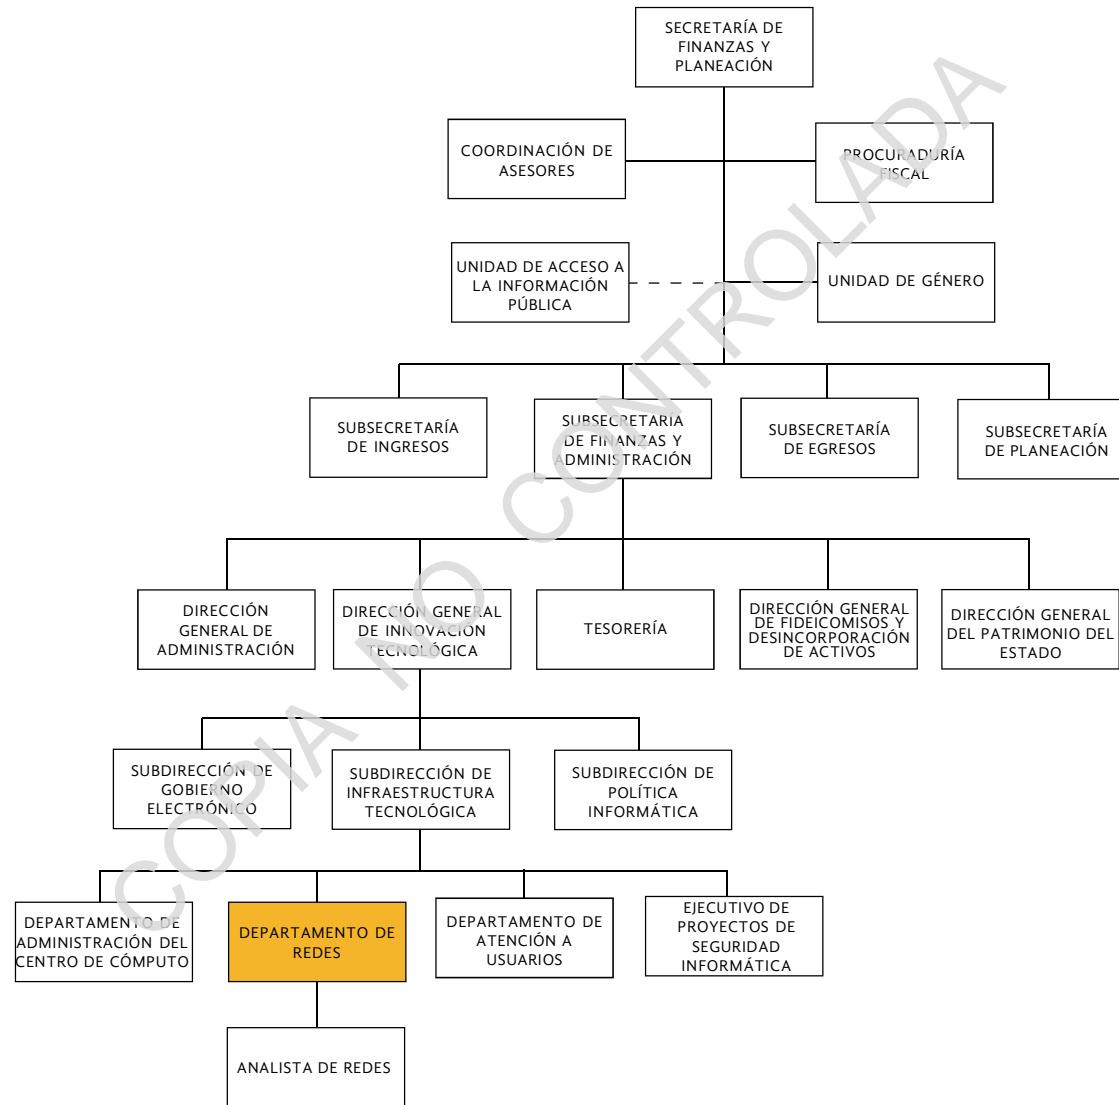 SECRETARÍA DE
FINANZAS Y
PLANEACIÓN
COORDINACIÓN DE
ASESORES
PROCURADURÍA
FISCAL
UNIDAD DE ACCESO A
LA INFORMACIÓN
PÚBLICA
UNIDAD DE GÉNERO
SUBSECRETARÍA
DE INGRESOS
SUBSECRETARÍA
DE FINANZAS Y
ADMINISTRACIÓN
SUBSECRETARÍA
DE EGRESOS
SUBSECRETARÍA
DE PLANEACIÓN
DIRECCIÓN
GENERAL DE
ADMINISTRACIÓN
DIRECCIÓN GENERAL
DE INNOVACIÓN
TECNOLÓGICA
TESORERÍA
DIRECCIÓN GENERAL
DE FIDEICOMISOS Y
DESINCORPORACIÓN
DE ACTIVOS
DIRECCIÓN GENERAL
DEL PATRIMONIO DEL
ESTADO
SUBDIRECCIÓN DE
GOBIERNO
ELECTRÓNICO
SUBDIRECCIÓN DE
INFRAESTRUCTURA
TECNOLÓGICA
SUBDIRECCIÓN DE
POLÍTICA
INFORMÁTICA
DEPARTAMENTO DE
ADMINISTRACIÓN DEL
CENTRO DE CÓMPUTO
DEPARTAMENTO DE
REDES
DEPARTAMENTO DE
ATENCIÓN A
USUARIOS
EJECUTIVO DE
PROYECTOS DE
SEGURIDAD
INFORMÁTICA
ANALISTA DE REDES
COPIA NO CONTROLADA